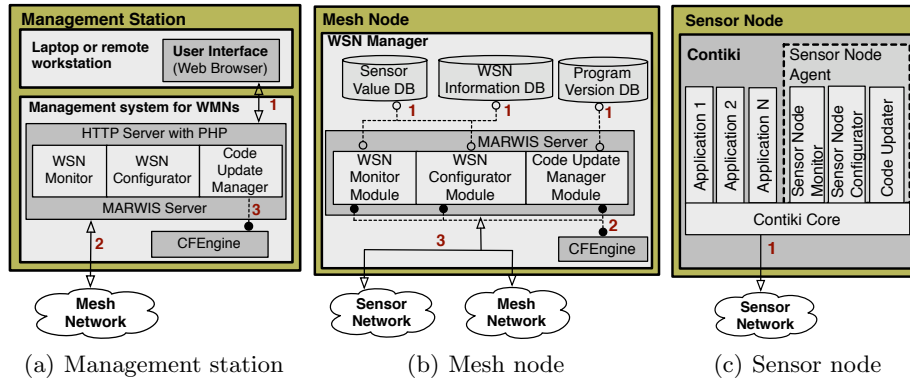 Management Station
Laptop or remote
workstation
User Interface
(Web Browser)
1
Management system for WMNs
HTTP Server with PHP
WSN
Monitor
WSN
Configurator
Code
Update
Manager
MARWIS Server
3
2
CFEngine
Mesh
Network
(a) Management station
Mesh Node
WSN Manager
Sensor
Value DB
WSN
Information DB
Program
Version DB
1
1
1
MARWIS Server
WSN
Monitor
Module
WSN
Configurator
Module
Code Update
Manager
Module
2
3
CFEngine
Sensor
Network
Mesh
Network
(b) Mesh node
Sensor Node
Contiki
Sensor Node
Agent
Application 1
Application 2
Application N
Sensor Node
Monitor
Sensor Node
Configurator
Code Updater
Contiki Core
1
Sensor
Network
(c) Sensor node